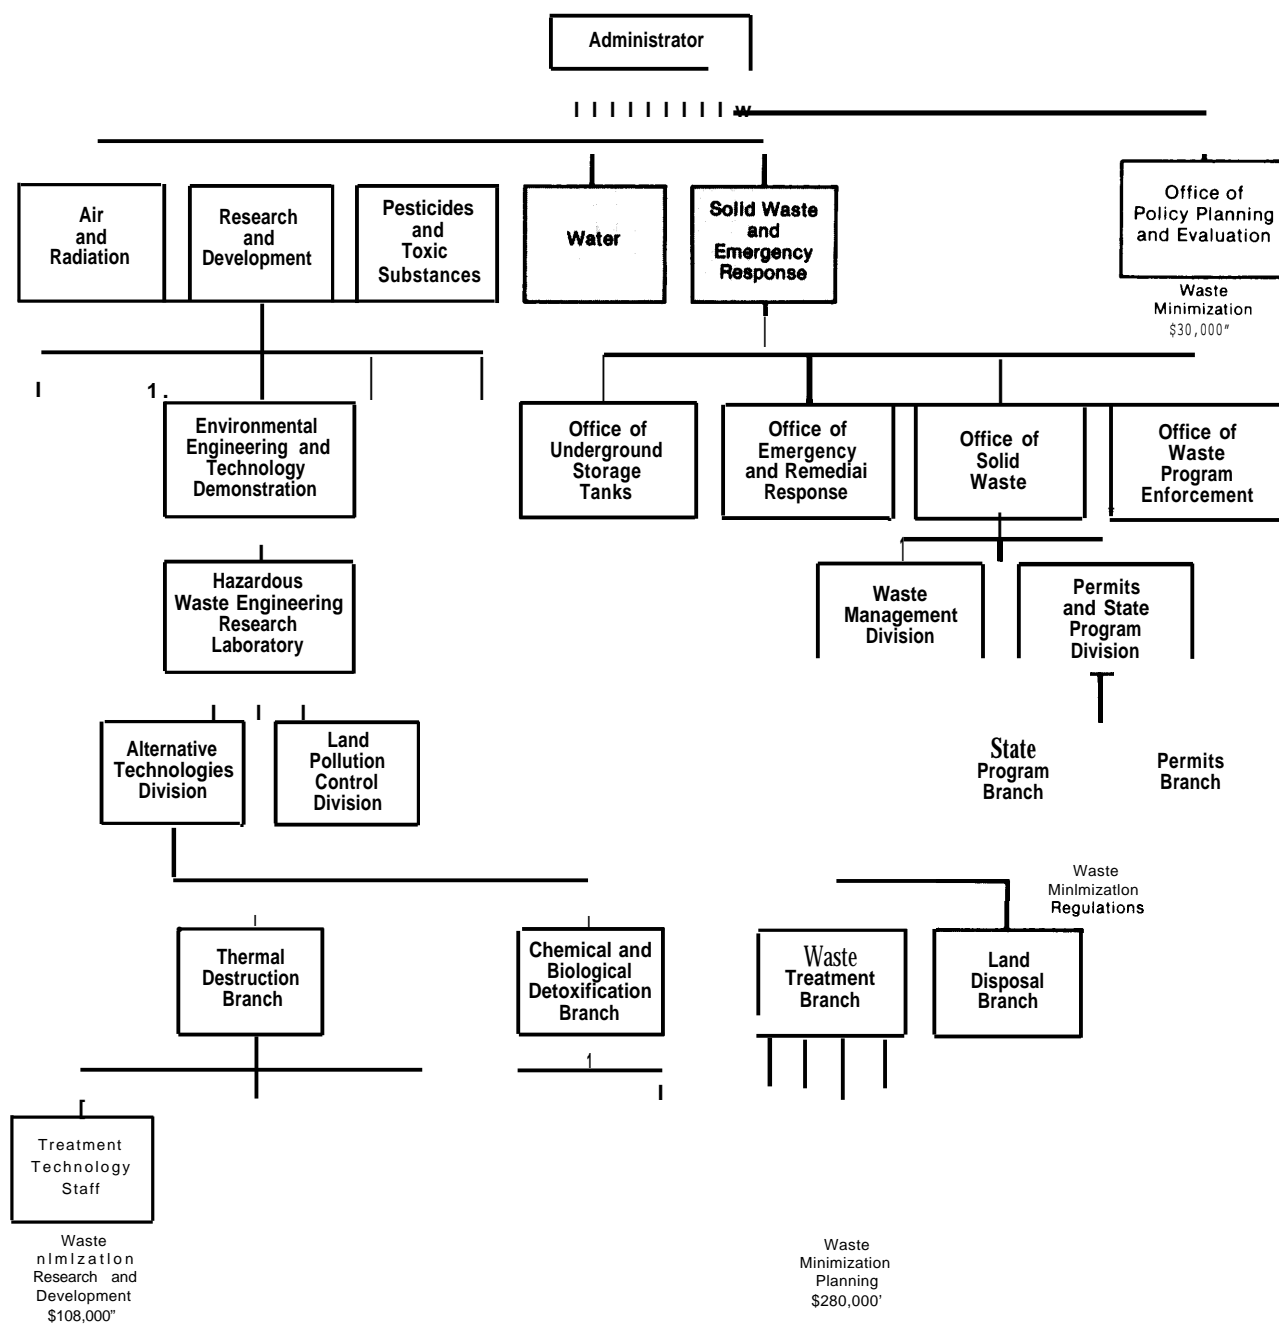 Administrator
Air
and
Radiation
Research
and
Development
Pesticides
and
Toxic
Substances
Water
Solid Waste
and
Emergency
Response
Office of
Policy Planning
and Evaluation
Waste
Minimization
$30,000"
Environmental
Engineering and
Technology
Demonstration
Office of
Underground
Storage
Tanks
Office of
Emergency
and Remediai
Response
Office of
Solid
Waste
Office of
Waste
Program
Enforcement
Hazardous
Waste Engineering
Research
Laboratory
Waste
Management
Division
Permits
and State
Program
Division
Alternative
Technologies
Division
Land
Pollution
Control
Division
State
Program
Branch
Permits
Branch
Waste
Minlmizatlon
Regulations
Thermal
Destruction
Branch
Chemical and
Biological
Detoxification
Branch
Waste
Treatment
Branch
Land
Disposal
Branch
Treatment
Technology
Staff
Waste
nlmlzatlon
Research and
Development
$108,000"
Waste
Minimization
Planning
$280,000'